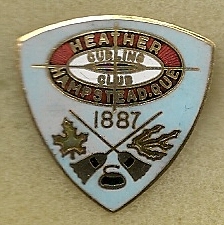 HEATHER
CURLING
CLUB
HAMPSTEAD.QUE
1887